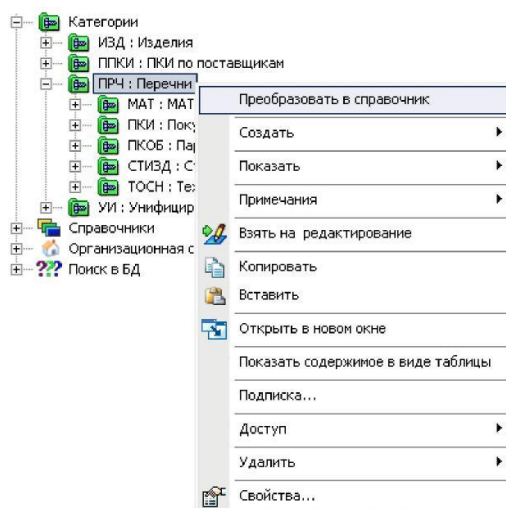 Категории
ИЗД : Изделия
ППКИ : ПКИ по поставщикам
ПРЧ : Перечни
МАТ : МАТ
ПКИ : Поку
ПКОБ : Пар
СТИЗД : С
ТОСН : Тех
УИ : Унифицир
Справочники
Организационная с
??? Поиск в БД
Преобразовать в справочник
Создать
Показать
Примечания
Взять на редактирование
Копировать
Вставить
Открыть в новом окне
Показать содержимое в виде таблицы
Подписка...
Доступ
Удалить
Свойства...